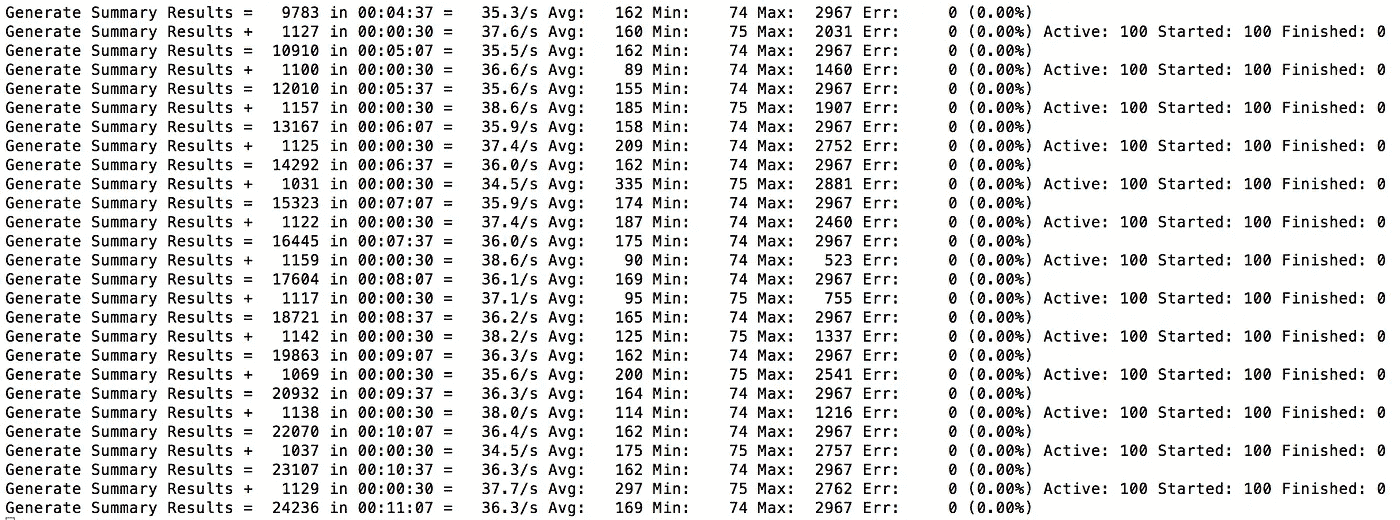 Generate Summary Results =   9783 in 00:04:37 =   35.3/s Avg:   162 Min:    74 Max:  2967 Err:     0 (0.00%)
Generate Summary Results +   1127 in 00:00:30 =   37.6/s Avg:   160 Min:    75 Max:  2031 Err:     0 (0.00%) Active: 100 Started: 100 Finished: 0
Generate Summary Results =  10910 in 00:05:07 =   35.5/s Avg:   162 Min:    74 Max:  2967 Err:     0 (0.00%)
Generate Summary Results +   1100 in 00:00:30 =   36.6/s Avg:    89 Min:    74 Max:  1460 Err:     0 (0.00%) Active: 100 Started: 100 Finished: 0
Generate Summary Results =  12010 in 00:05:37 =   35.6/s Avg:   155 Min:    74 Max:  2967 Err:     0 (0.00%)
Generate Summary Results +   1157 in 00:00:30 =   38.6/s Avg:   185 Min:    75 Max:  1907 Err:     0 (0.00%) Active: 100 Started: 100 Finished: 0
Generate Summary Results =  13167 in 00:06:07 =   35.9/s Avg:   158 Min:    74 Max:  2967 Err:     0 (0.00%)
Generate Summary Results +   1125 in 00:00:30 =   37.4/s Avg:   209 Min:    74 Max:  2752 Err:     0 (0.00%) Active: 100 Started: 100 Finished: 0
Generate Summary Results =  14292 in 00:06:37 =   36.0/s Avg:   162 Min:    74 Max:  2967 Err:     0 (0.00%)
Generate Summary Results +   1031 in 00:00:30 =   34.5/s Avg:   335 Min:    75 Max:  2881 Err:     0 (0.00%) Active: 100 Started: 100 Finished: 0
Generate Summary Results =  15323 in 00:07:07 =   35.9/s Avg:   174 Min:    74 Max:  2967 Err:     0 (0.00%)
Generate Summary Results +   1122 in 00:00:30 =   37.4/s Avg:   187 Min:    74 Max:  2460 Err:     0 (0.00%) Active: 100 Started: 100 Finished: 0
Generate Summary Results =  16445 in 00:07:37 =   36.0/s Avg:   175 Min:    74 Max:  2967 Err:     0 (0.00%)
Generate Summary Results +   1159 in 00:00:30 =   38.6/s Avg:    90 Min:    74 Max:   523 Err:     0 (0.00%) Active: 100 Started: 100 Finished: 0
Generate Summary Results =  17604 in 00:08:07 =   36.1/s Avg:   169 Min:    74 Max:  2967 Err:     0 (0.00%)
Generate Summary Results +   1117 in 00:00:30 =   37.1/s Avg:    95 Min:    75 Max:   755 Err:     0 (0.00%) Active: 100 Started: 100 Finished: 0
Generate Summary Results =  18721 in 00:08:37 =   36.2/s Avg:   165 Min:    74 Max:  2967 Err:     0 (0.00%)
Generate Summary Results +   1142 in 00:00:30 =   38.2/s Avg:   125 Min:    75 Max:  1337 Err:     0 (0.00%) Active: 100 Started: 100 Finished: 0
Generate Summary Results =  19863 in 00:09:07 =   36.3/s Avg:   162 Min:    74 Max:  2967 Err:     0 (0.00%)
Generate Summary Results +   1069 in 00:00:30 =   35.6/s Avg:   200 Min:    75 Max:  2541 Err:     0 (0.00%) Active: 100 Started: 100 Finished: 0
Generate Summary Results =  20932 in 00:09:37 =   36.3/s Avg:   164 Min:    74 Max:  2967 Err:     0 (0.00%)
Generate Summary Results +   1138 in 00:00:30 =   38.0/s Avg:   114 Min:    74 Max:  1216 Err:     0 (0.00%) Active: 100 Started: 100 Finished: 0
Generate Summary Results =  22070 in 00:10:07 =   36.4/s Avg:   162 Min:    74 Max:  2967 Err:     0 (0.00%)
Generate Summary Results +   1037 in 00:00:30 =   34.5/s Avg:   175 Min:    75 Max:  2757 Err:     0 (0.00%) Active: 100 Started: 100 Finished: 0
Generate Summary Results =  23107 in 00:10:37 =   36.3/s Avg:   162 Min:    74 Max:  2967 Err:     0 (0.00%)
Generate Summary Results +   1129 in 00:00:30 =   37.7/s Avg:   297 Min:    75 Max:  2762 Err:     0 (0.00%) Active: 100 Started: 100 Finished: 0
Generate Summary Results =  24236 in 00:11:07 =   36.3/s Avg:   169 Min:    74 Max:  2967 Err:     0 (0.00%)